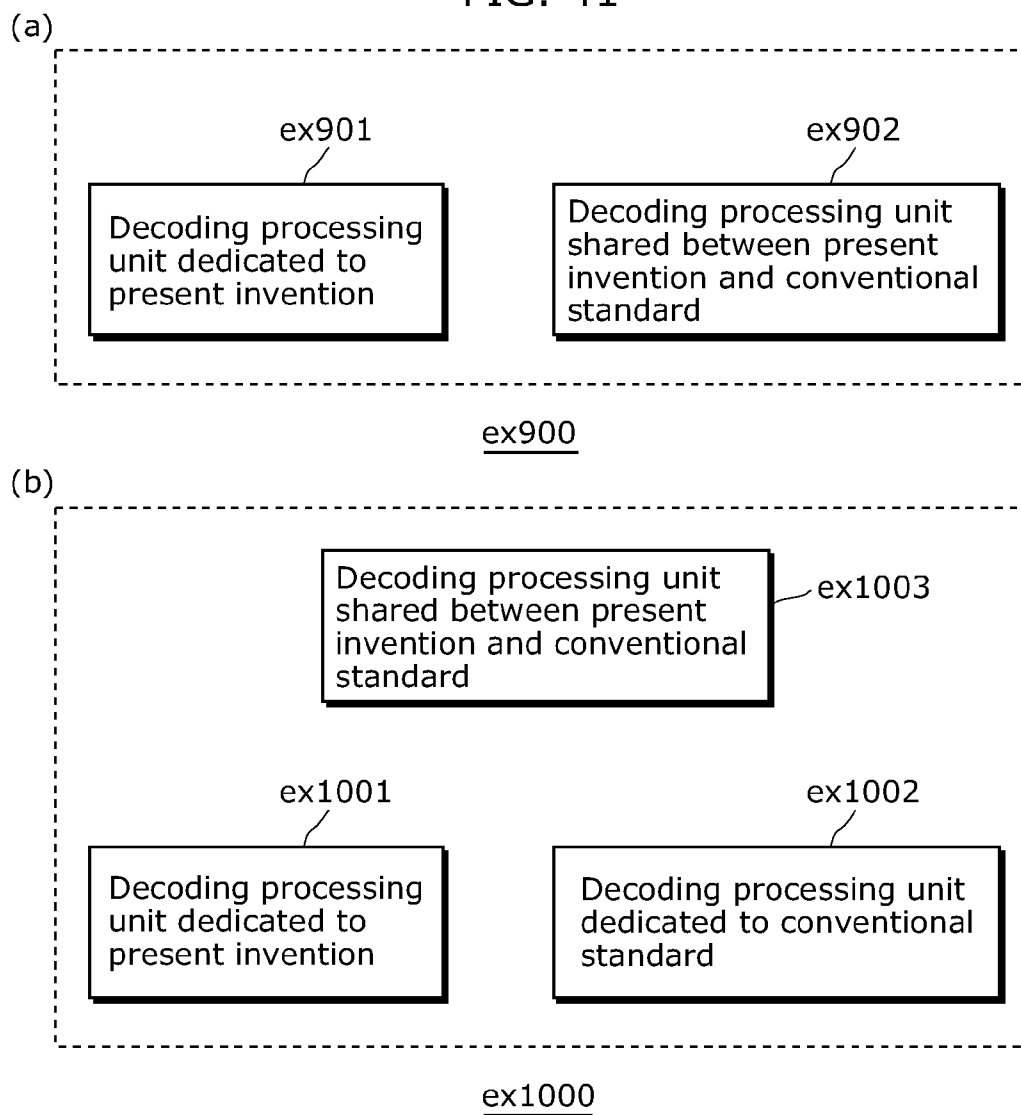 FIG. 41
(a)
ex901
ex902
Decoding processing
unit dedicated to
present invention
Decoding processing unit
shared between present
invention and conventional
standard
ex900
(b)
Decoding processing unit
shared between present
invention and conventional
standard
ex1003
ex1001
ex1002
Decoding processing
unit dedicated to
present invention
Decoding processing unit
dedicated to conventional
standard
ex1000